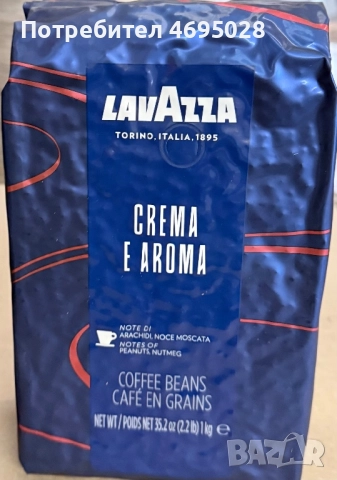 Потребител 4695028
LAVAZZA
TORINO, ITALIA, 1895
CREMA
E AROMA
NOTE DI
ARACHIDI, NOCE MOSCATA
NOTES OF
PEANUTS, NUTMEG
COFFEE BEANS
CAFÉ EN GRAINS
NET WT / POIDS NET 35.2 oz (2.2 lb) 1 kg ℮
BAZAR